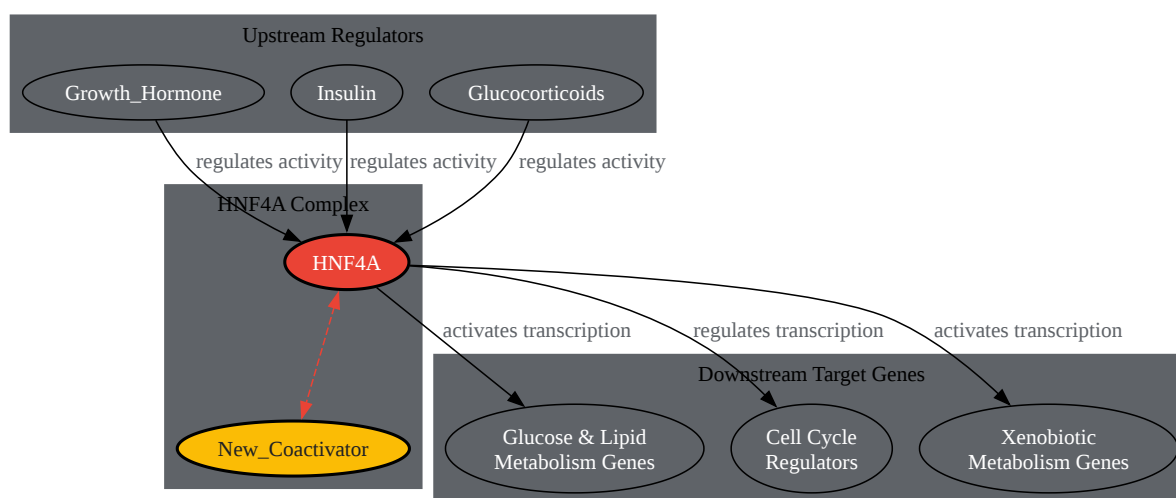 Upstream Regulators
Growth_Hormone
Insulin
Glucocorticoids
regulates activity
regulates activity
regulates activity
HNF4A Complex
HNF4A
activates transcription
regulates transcription
activates transcription
Downstream Target Genes
New_Coactivator
Glucose & Lipid
Metabolism Genes
Cell Cycle
Regulators
Xenobiotic
Metabolism Genes